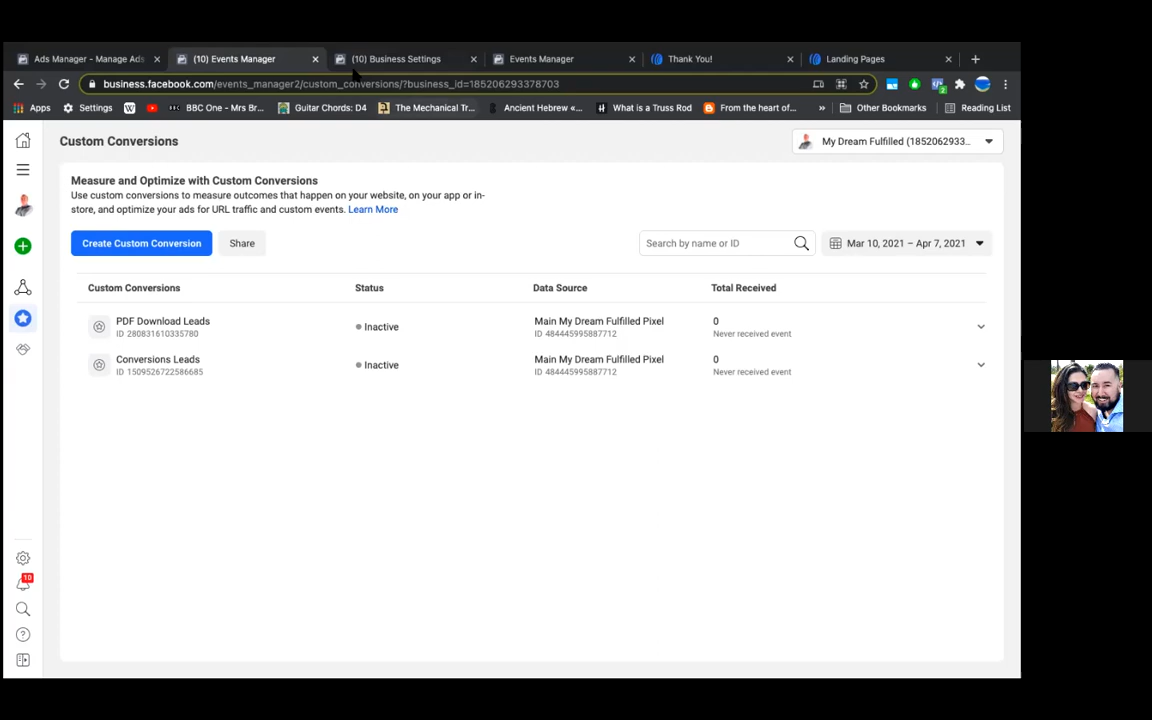 Ads Manager - Manage Ads
(10) Events Manager
(10) Business Settings
Events Manager
Thank You!
Landing Pages
business.facebook.com/events_manager2/custom_conversions/?business_id=185206293378703
Apps
Settings
BBC One - Mrs Br...
Guitar Chords: D4
The Mechanical Tr...
Ancient Hebrew «...
What is a Truss Rod
From the heart of...
»
Other Bookmarks
Reading List
Custom Conversions
My Dream Fulfilled (1852062933...
Measure and Optimize with Custom Conversions
Use custom conversions to measure outcomes that happen on your website, on your app or in-
store, and optimize your ads for URL traffic and custom events. Learn More
Create Custom Conversion
Share
Search by name or ID
Mar 10, 2021 – Apr 7, 2021
Custom Conversions
Status
Data Source
Total Received
PDF Download Leads
ID 280831610335780
Inactive
Main My Dream Fulfilled Pixel
ID 484445995887712
0
Never received event
Conversions Leads
ID 1509526722586685
Inactive
Main My Dream Fulfilled Pixel
ID 484445995887712
0
Never received event
10